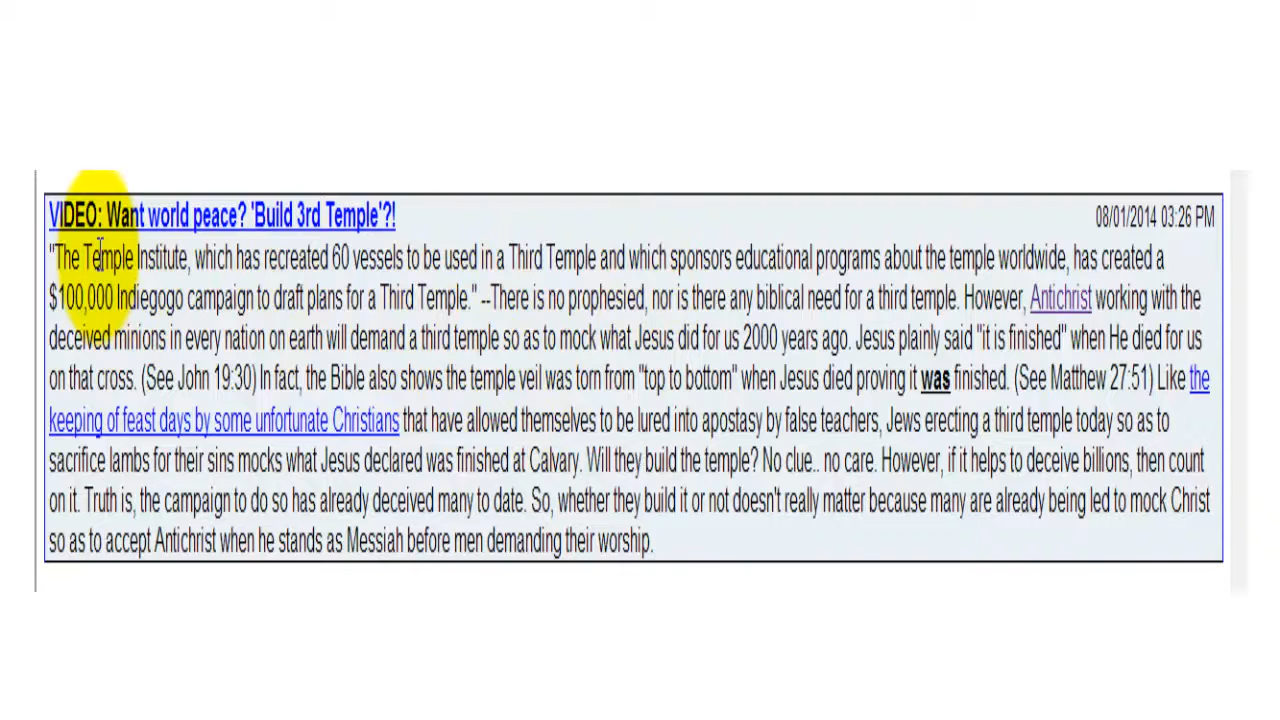 VIDEO: Want world peace? 'Build 3rd Temple'?!
08/01/2014 03:26 PM
"The Temple Institute, which has recreated 60 vessels to be used in a Third Temple and which sponsors educational programs about the temple worldwide, has created a
$100,000 Indiegogo campaign to draft plans for a Third Temple." --There is no prophesied, nor is there any biblical need for a third temple. However, Antichrist working with the
deceived minions in every nation on earth will demand a third temple so as to mock what Jesus did for us 2000 years ago. Jesus plainly said "it is finished" when He died for us
on that cross. (See John 19:30) In fact, the Bible also shows the temple veil was torn from "top to bottom" when Jesus died proving it was finished. (See Matthew 27:51) Like the
keeping of feast days by some unfortunate Christians that have allowed themselves to be lured into apostasy by false teachers, Jews erecting a third temple today so as to
sacrifice lambs for their sins mocks what Jesus declared was finished at Calvary. Will they build the temple? No clue.. no care. However, if it helps to deceive billions, then count
on it. Truth is, the campaign to do so has already deceived many to date. So, whether they build it or not doesn't really matter because many are already being led to mock Christ
so as to accept Antichrist when he stands as Messiah before men demanding their worship.